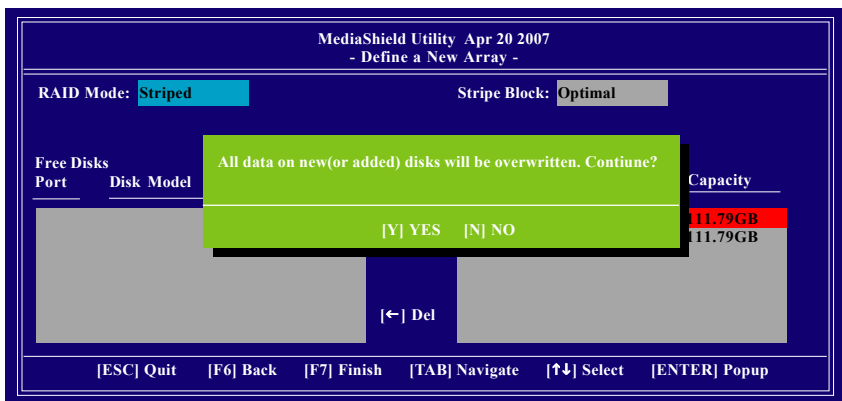 MediaShield Utility Apr 20 2007
- Define a New Array -
RAID Mode: Striped
Stripe Block: Optimal
All data on new(or added) disks will be overwritten. Contiune?
[Y] YES [N] NO
Free Disks
Port Disk Model
Capacity
111.79GB
111.79GB
[←] Del
[ESC] Quit [F6] Back [F7] Finish [TAB] Navigate [↑↓] Select [ENTER] Popup